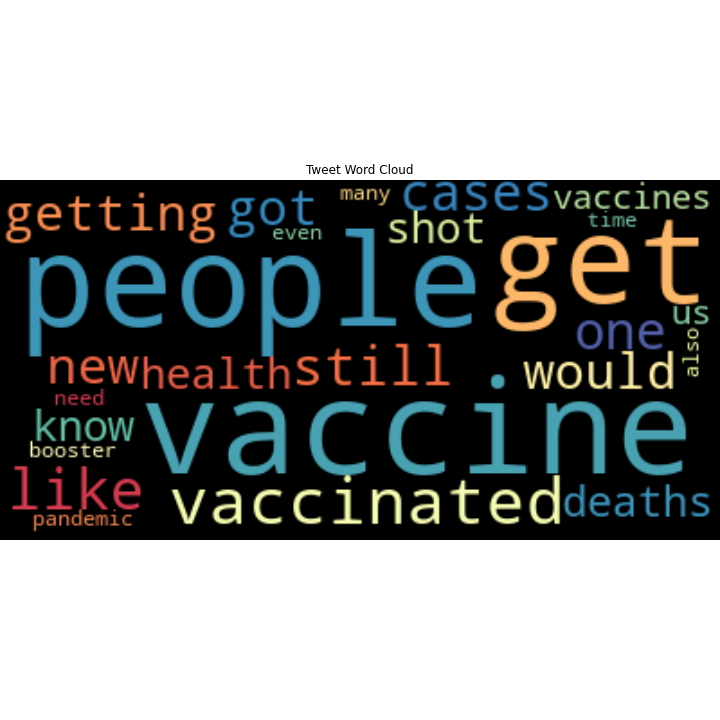 Tweet Word Cloud
many
cases
vaccines
getting
got
even
shot
time
people
get
us
one
also
new
health
still
would
need
know
vaccine
booster
like
vaccinated
deaths
pandemic